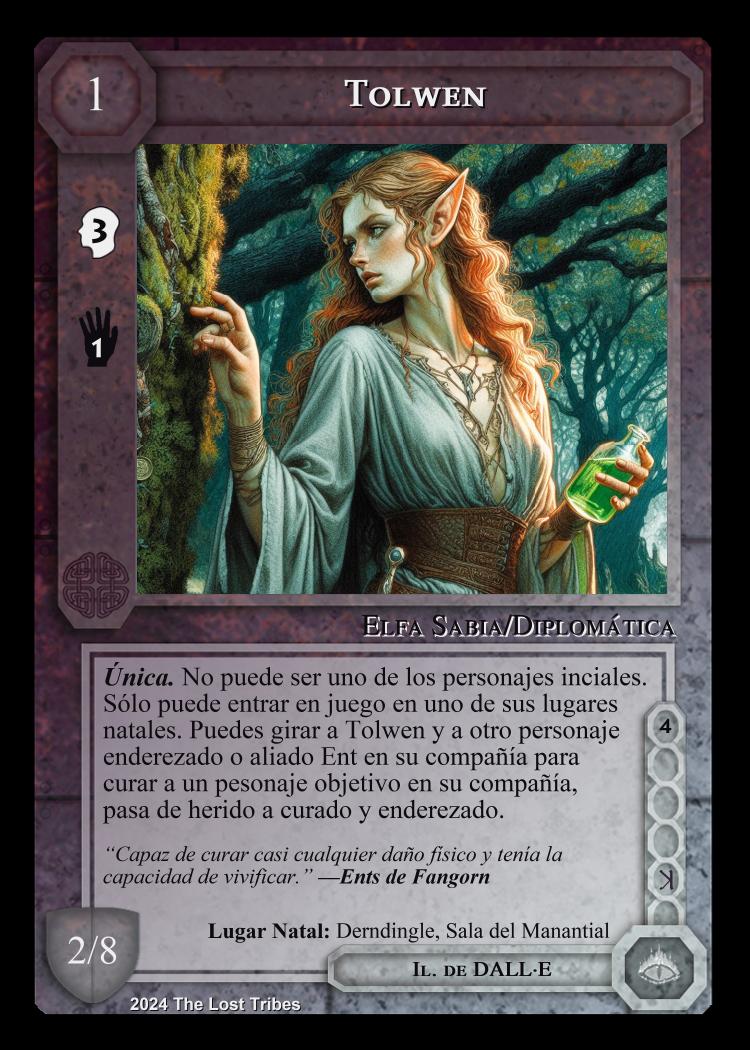 1
Tolwen
3
1
Elfa Sabia/Diplomática
Única. No puede ser uno de los personajes inciales.
Sólo puede entrar en juego en uno de sus lugares
natales. Puedes girar a Tolwen y a otro personaje
enderezado o aliado Ent en su compañía para
curar a un pesonaje objetivo en su compañía,
pasa de herido a curado y enderezado.
4
“Capaz de curar casi cualquier daño físico y tenía la
capacidad de vivificar.” —Ents de Fangorn
K
Lugar Natal: Derndingle, Sala del Manantial
2/8
Il. de DALL·E
2024 The Lost Tribes